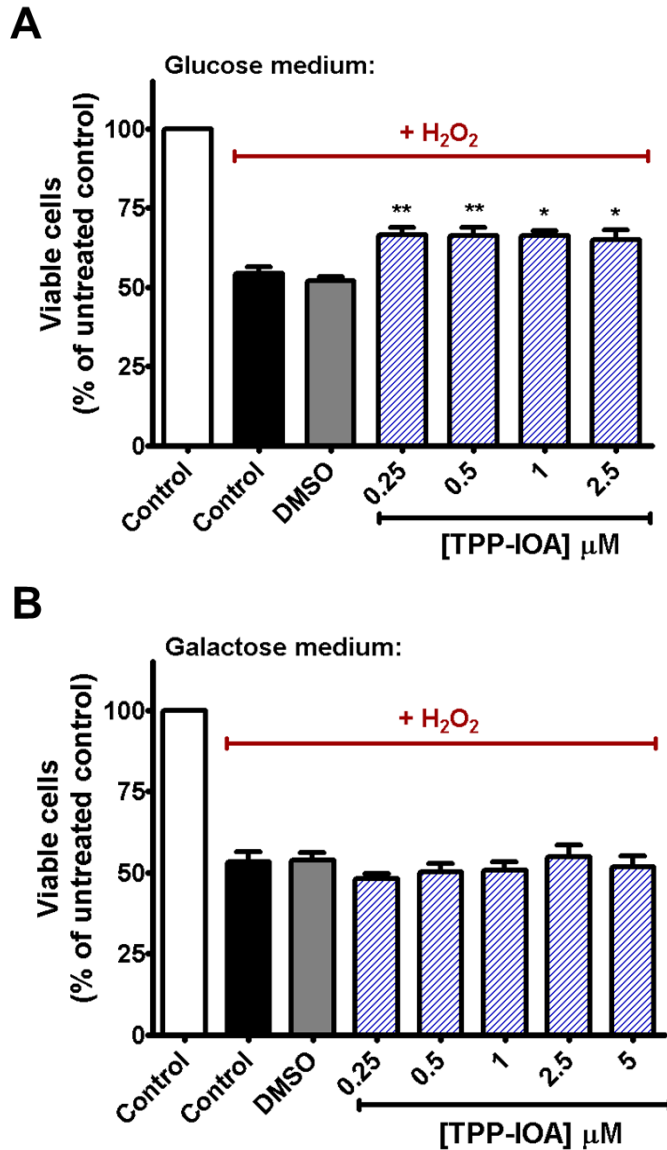 A
Glucose medium:
+ H₂O₂
Viable cells
(% of untreated control)
100
75
50
25
0
** ** * *
Control Control DMSO 0.25 0.5 1 2.5
[TPP-IOA] μM
B
Galactose medium:
+ H₂O₂
Viable cells
(% of untreated control)
100
75
50
25
0
Control Control DMSO 0.25 0.5 1 2.5 5
[TPP-IOA] μM